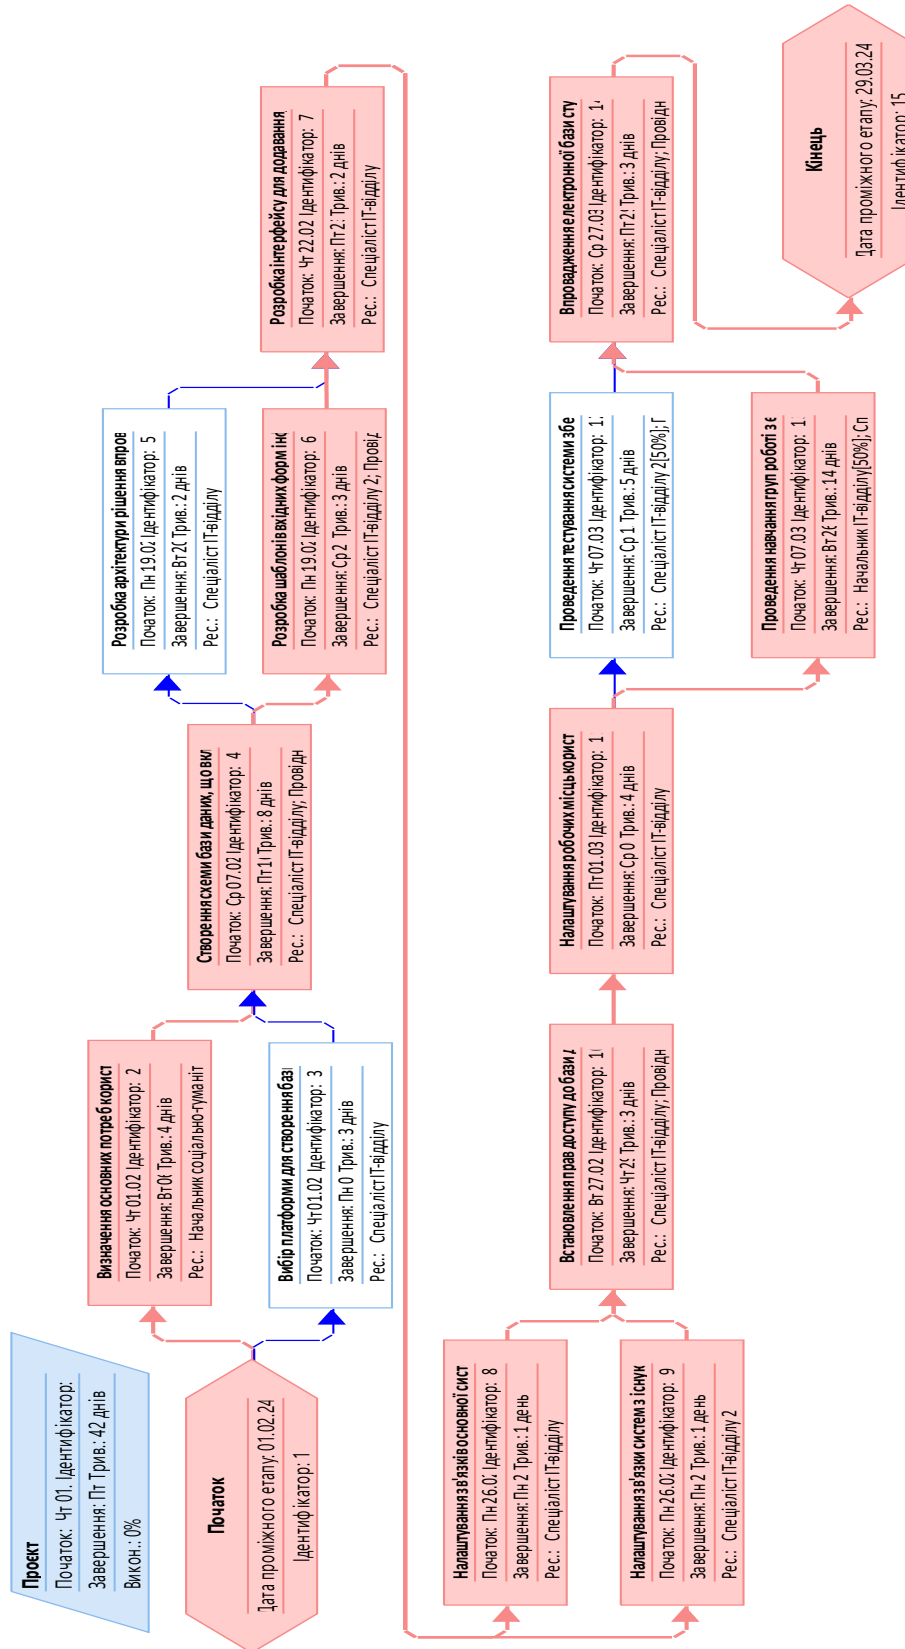 Проєкт
Початок: Чт 01. Ідентифікатор:
Завершення: Пт Трив.: 42 днів
Викон.: 0%
Початок
Дата проміжного етапу: 01.02.24
Ідентифікатор: 1
Визначення основних потреб корист
Початок: Чт 01.02 Ідентифікатор: 2
Завершення: Вт 0 Трив.: 4 днів
Рес.: Начальник соціально-гуманіт
Вибір платформи для створення баз
Початок: Чт 01.02 Ідентифікатор: 3
Завершення: Пн 0 Трив.: 3 днів
Рес.: Спеціаліст ІТ-відділу
Створення схеми бази даних, що вкл
Початок: Ср 07.02 Ідентифікатор: 4
Завершення: Пт 1 Трив.: 8 днів
Рес.: Спеціаліст ІТ-відділу; Провідн
Розробка архітектури рішення впров
Початок: Пн 19.02 Ідентифікатор: 5
Завершення: Вт 2 Трив.: 2 днів
Рес.: Спеціаліст ІТ-відділу
Розробка шаблонів вхідних форм інф
Початок: Пн 19.02 Ідентифікатор: 6
Завершення: Ср 2 Трив.: 3 днів
Рес.: Спеціаліст ІТ-відділу 2; Провід
Розробка інтерфейсу для додавання
Початок: Чт 22.02 Ідентифікатор: 7
Завершення: Пт 2 Трив.: 2 днів
Рес.: Спеціаліст ІТ-відділу
Налаштування зв'язків основної сист
Початок: Пн 26.0 Ідентифікатор: 8
Завершення: Пн 2 Трив.: 1 день
Рес.: Спеціаліст ІТ-відділу
Налаштування зв'язки систем з існук
Початок: Пн 26.02 Ідентифікатор: 9
Завершення: Пн 2 Трив.: 1 день
Рес.: Спеціаліст ІТ-відділу 2
Встановлення прав доступу до бази
Початок: Вт 27.02 Ідентифікатор: 1
Завершення: Чт 2 Трив.: 3 днів
Рес.: Спеціаліст ІТ-відділу; Провідн
Налаштування робочих місць корист
Початок: Пт 01.03 Ідентифікатор: 1
Завершення: Ср 0 Трив.: 4 днів
Рес.: Спеціаліст ІТ-відділу
Проведення тестування системи збе
Початок: Чт 07.03 Ідентифікатор: 1
Завершення: Ср 1 Трив.: 5 днів
Рес.: Спеціаліст ІТ-відділу 2[50%]; Г
Проведення навчання груп роботі з е
Початок: Чт 07.03 Ідентифікатор: 1
Завершення: Вт 2 Трив.: 14 днів
Рес.: Начальник ІТ-відділу[50%]; Сп
Впровадження електронної бази сту
Початок: Ср 27.03 Ідентифікатор: 1
Завершення: Пт 2 Трив.: 3 днів
Рес.: Спеціаліст ІТ-відділу; Провідн
Кінець
Дата проміжного етапу: 29.03.24
Ідентифікатор: 15